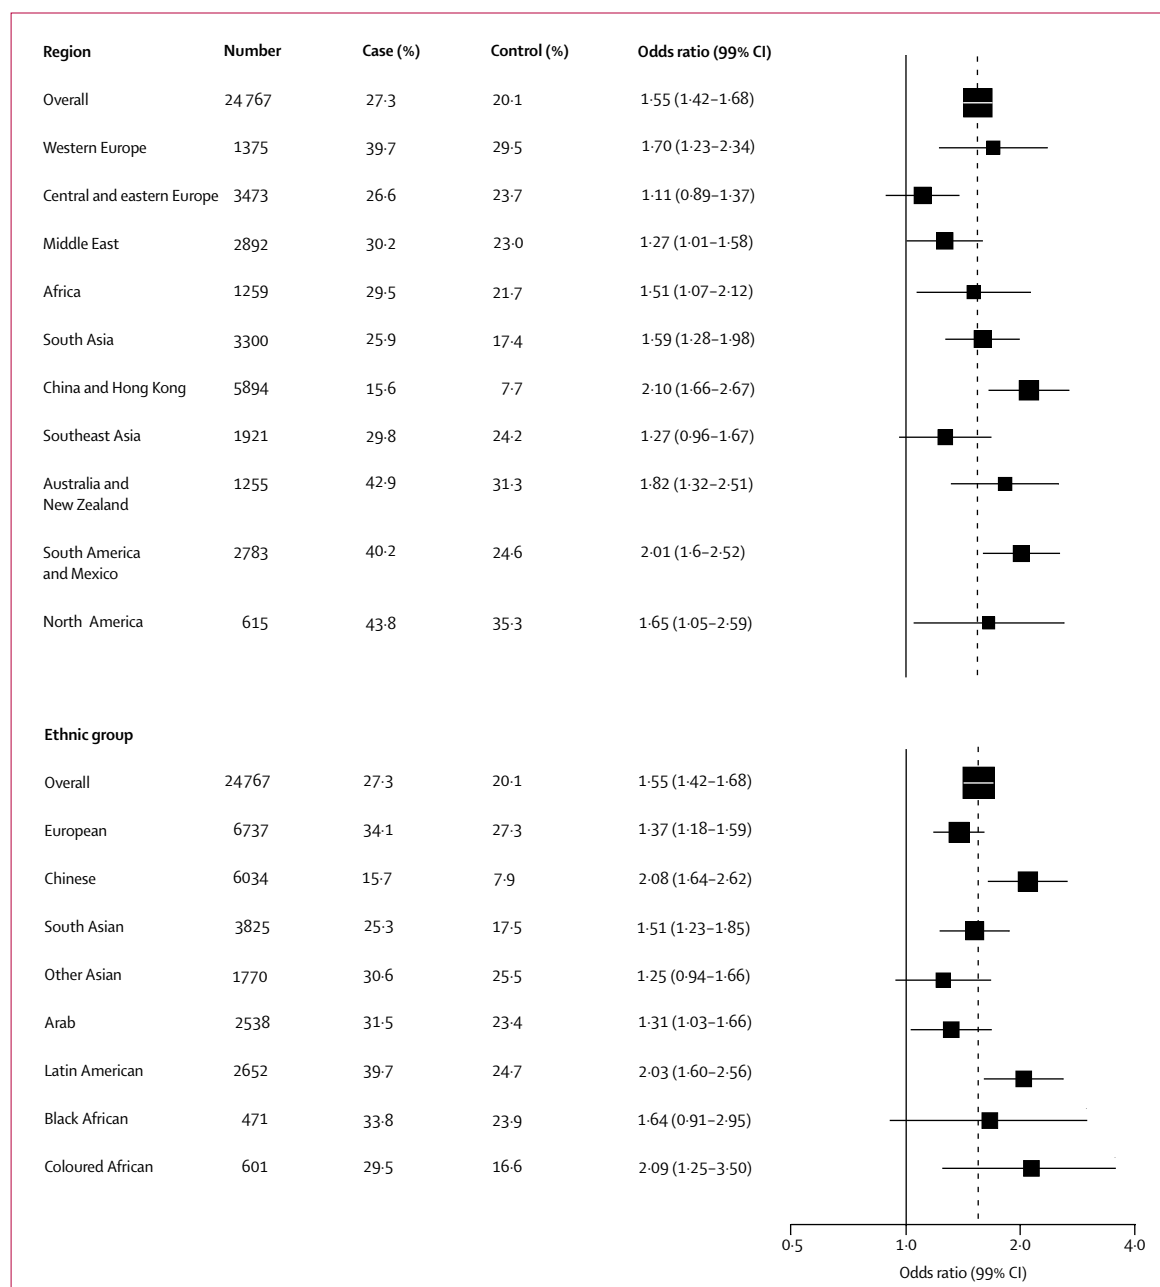 Region Number Case (%) Control (%) Odds ratio (99% CI)
Overall 24 767 27·3 20·1 1·55 (1·42–1·68)
Western Europe 1375 39·7 29·5 1·70 (1·23–2·34)
Central and eastern Europe 3473 26·6 23·7 1·11 (0·89–1·37)
Middle East 2892 30·2 23·0 1·27 (1·01–1·58)
Africa 1259 29·5 21·7 1·51 (1·07–2·12)
South Asia 3300 25·9 17·4 1·59 (1·28–1·98)
China and Hong Kong 5894 15·6 7·7 2·10 (1·66–2·67)
Southeast Asia 1921 29·8 24·2 1·27 (0·96–1·67)
Australia and 1255 42·9 31·3 1·82 (1·32–2·51)
New Zealand
South America 2783 40·2 24·6 2·01 (1·6–2·52)
and Mexico
North America 615 43·8 35·3 1·65 (1·05–2·59)
Ethnic group
Overall 24767 27·3 20·1 1·55 (1·42–1·68)
European 6737 34·1 27·3 1·37 (1·18–1·59)
Chinese 6034 15·7 7·9 2·08 (1·64–2·62)
South Asian 3825 25·3 17·5 1·51 (1·23–1·85)
Other Asian 1770 30·6 25·5 1·25 (0·94–1·66)
Arab 2538 31·5 23·4 1·31 (1·03–1·66)
Latin American 2652 39·7 24·7 2·03 (1·60–2·56)
Black African 471 33·8 23·9 1·64 (0·91–2·95)
Coloured African 601 29·5 16·6 2·09 (1·25–3·50)
0·5 1·0 2·0 4·0
Odds ratio (99% CI)